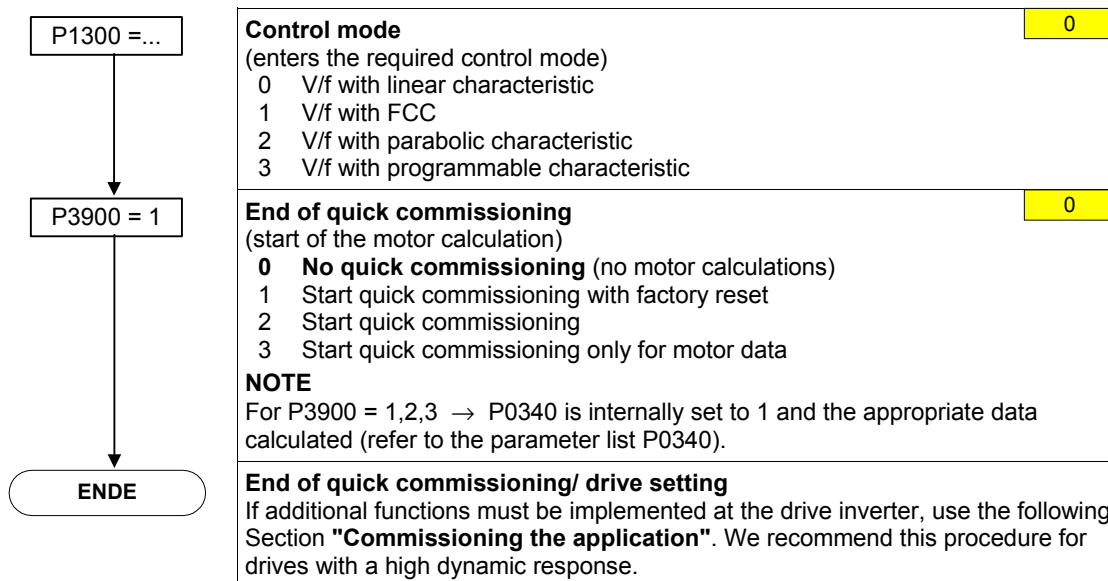 P1300 =...
Control mode
0
(enters the required control mode)
0 V/f with linear characteristic
1 V/f with FCC
2 V/f with parabolic characteristic
3 V/f with programmable characteristic
P3900 = 1
End of quick commissioning
0
(start of the motor calculation)
0 No quick commissioning (no motor calculations)
1 Start quick commissioning with factory reset
2 Start quick commissioning
3 Start quick commissioning only for motor data
NOTE
For P3900 = 1,2,3 → P0340 is internally set to 1 and the appropriate data
calculated (refer to the parameter list P0340).
ENDE
End of quick commissioning/ drive setting
If additional functions must be implemented at the drive inverter, use the following
Section "Commissioning the application". We recommend this procedure for
drives with a high dynamic response.